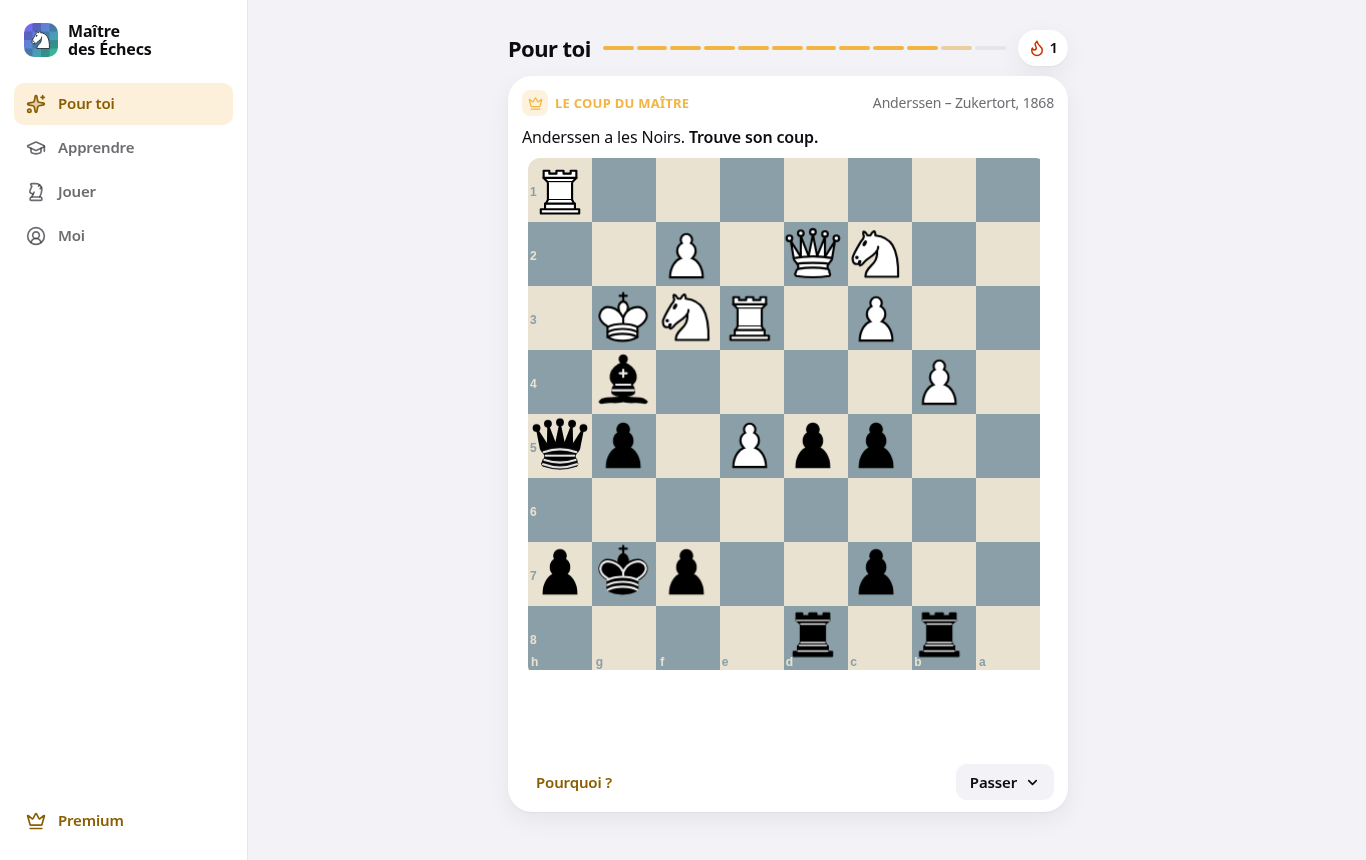 Maître
des Échecs
Pour toi
Apprendre
Jouer
Moi
Premium
Pour toi
1
LE COUP DU MAÎTRE
Anderssen – Zukertort, 1868
Anderssen a les Noirs. Trouve son coup.
1
2
3
4
5
6
7
8
h g f e d c b a
Pourquoi ?
Passer